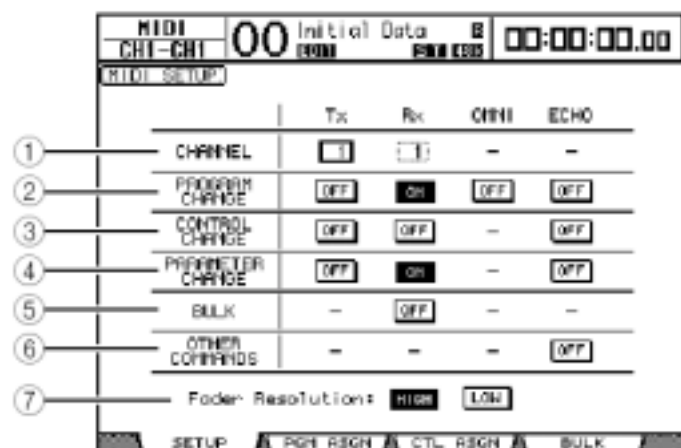 MIDI
CH1-CH1
00
Initial Data
EDIT
ST
48k
00:00:00.00
MIDI SETUP
Tx Rx OMNI ECHO
① CHANNEL 1 1 – –
② PROGRAM CHANGE OFF ON OFF OFF
③ CONTROL CHANGE OFF OFF – OFF
④ PARAMETER CHANGE OFF ON – OFF
⑤ BULK – OFF – –
⑥ OTHER COMMANDS – – – OFF
⑦ Fader Resolution: HIGH LOW
SETUP PGM ASGN CTL ASGN BULK